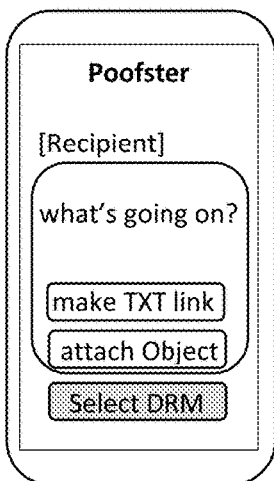 Poofster
[Recipient]
what's going on?
make TXT link
attach Object
Select DRM